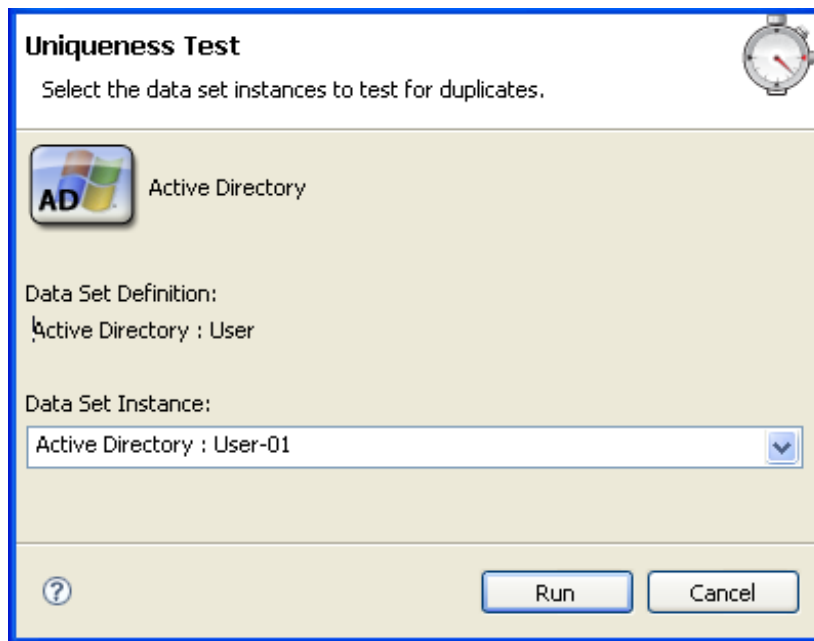 Uniqueness Test
Select the data set instances to test for duplicates.
AD
Active Directory
Data Set Definition:
Active Directory : User
Data Set Instance:
Active Directory : User-01
?
Run
Cancel